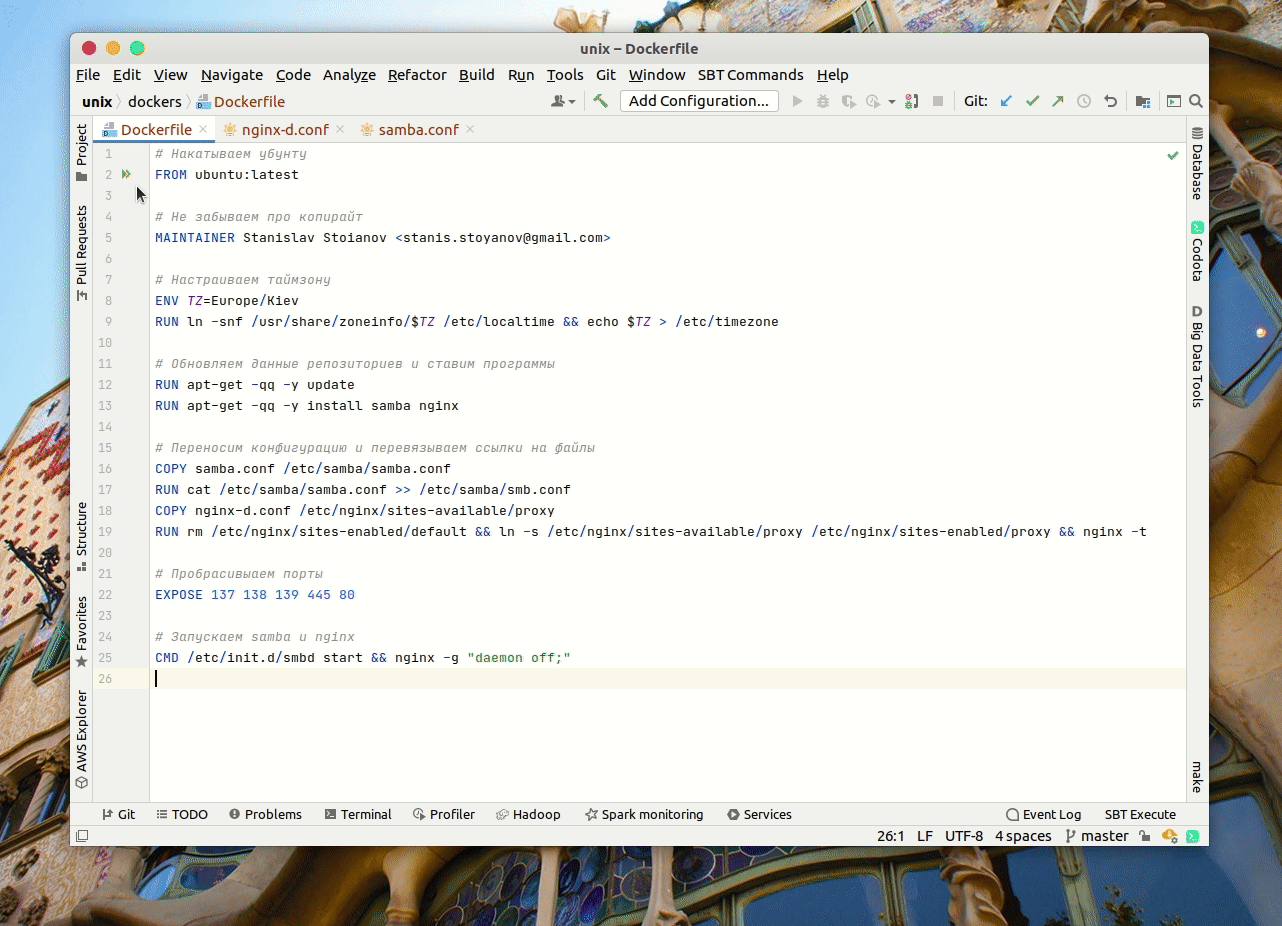 unix – Dockerfile
File Edit View Navigate Code Analyze Refactor Build Run Tools Git Window SBT Commands Help
unix dockers Dockerfile Add Configuration... Git:
Dockerfile nginx-d.conf samba.conf
Project
Pull Requests
Structure
Favorites
AWS Explorer
1 # Накатываем убунту
2 FROM ubuntu:latest
3
4 # Не забываем про копирайт
5 MAINTAINER Stanislav Stoianov <stanis.stoyanov@gmail.com>
6
7 # Настраиваем таймзону
8 ENV TZ=Europe/Kiev
9 RUN ln -snf /usr/share/zoneinfo/$TZ /etc/localtime && echo $TZ > /etc/timezone
10
11 # Обновляем данные репозиториев и ставим программы
12 RUN apt-get -qq -y update
13 RUN apt-get -qq -y install samba nginx
14
15 # Переносим конфигурацию и перевязываем ссылки на файлы
16 COPY samba.conf /etc/samba/samba.conf
17 RUN cat /etc/samba/samba.conf >> /etc/samba/smb.conf
18 COPY nginx-d.conf /etc/nginx/sites-available/proxy
19 RUN rm /etc/nginx/sites-enabled/default && ln -s /etc/nginx/sites-available/proxy /etc/nginx/sites-enabled/proxy && nginx -t
20
21 # Пробрасивыаем порты
22 EXPOSE 137 138 139 445 80
23
24 # Запускаем samba и nginx
25 CMD /etc/init.d/smbd start && nginx -g "daemon off;"
26
Database
Codota
D Big Data Tools
make
Git TODO Problems Terminal Profiler Hadoop Spark monitoring Services Event Log SBT Execute
26:1 LF UTF-8 4 spaces master